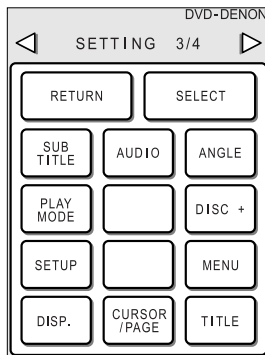 DVD-DENON
SETTING 3/4
RETURN SELECT
SUB
TITLE
AUDIO ANGLE
PLAY
MODE
DISC +
SETUP MENU
DISP.
CURSOR
/PAGE
TITLE